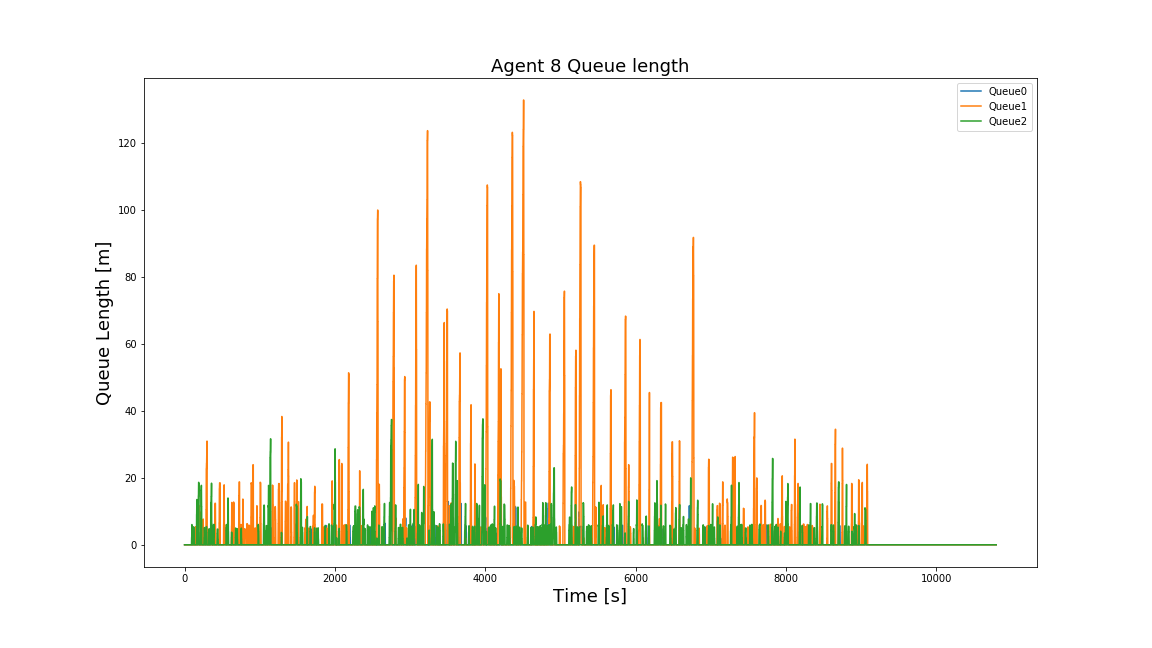 Agent 8 Queue length
Queue0
Queue1
Queue2
120
100
80
60
40
20
0
Queue Length [m]
0 2000 4000 6000 8000 10000
Time [s]